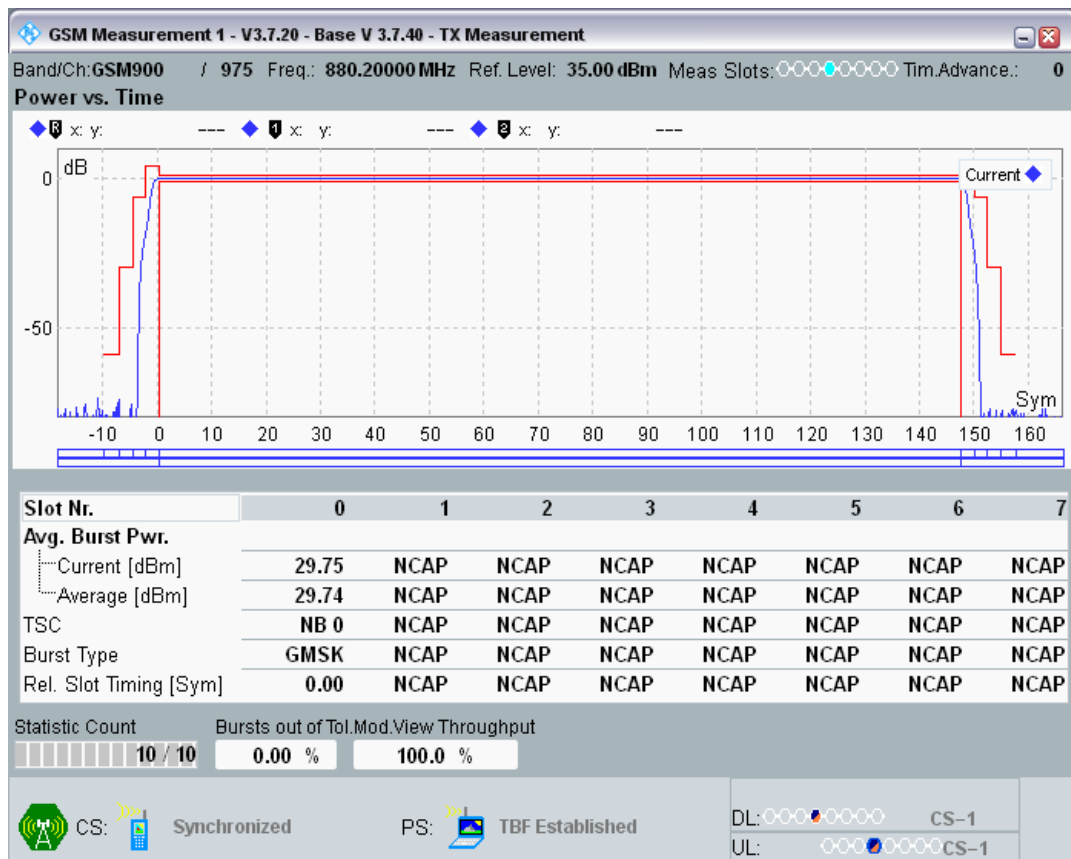 GSM Measurement 1 - V3.7.20 - Base V 3.7.40 - TX Measurement
Band/Ch:GSM900 / 975 Freq.: 880.20000 MHz Ref. Level: 35.00 dBm Meas Slots: Tim.Advance.: 0
Power vs. Time
R x: y: --- 1 x: y: --- 2 x: y: ---
dB
Current
0
-50
Sym
-10 0 10 20 30 40 50 60 70 80 90 100 110 120 130 140 150 160
Slot Nr. 0 1 2 3 4 5 6 7
Avg. Burst Pwr.
Current [dBm] 29.75 NCAP NCAP NCAP NCAP NCAP NCAP NCAP
Average [dBm] 29.74 NCAP NCAP NCAP NCAP NCAP NCAP NCAP
TSC NB 0 NCAP NCAP NCAP NCAP NCAP NCAP NCAP
Burst Type GMSK NCAP NCAP NCAP NCAP NCAP NCAP NCAP
Rel. Slot Timing [Sym] 0.00 NCAP NCAP NCAP NCAP NCAP NCAP NCAP
Statistic Count Bursts out of Tol.Mod.View Throughput
10 / 10 0.00 % 100.0 %
CS: Synchronized PS: TBF Established DL: CS-1
UL: CS-1